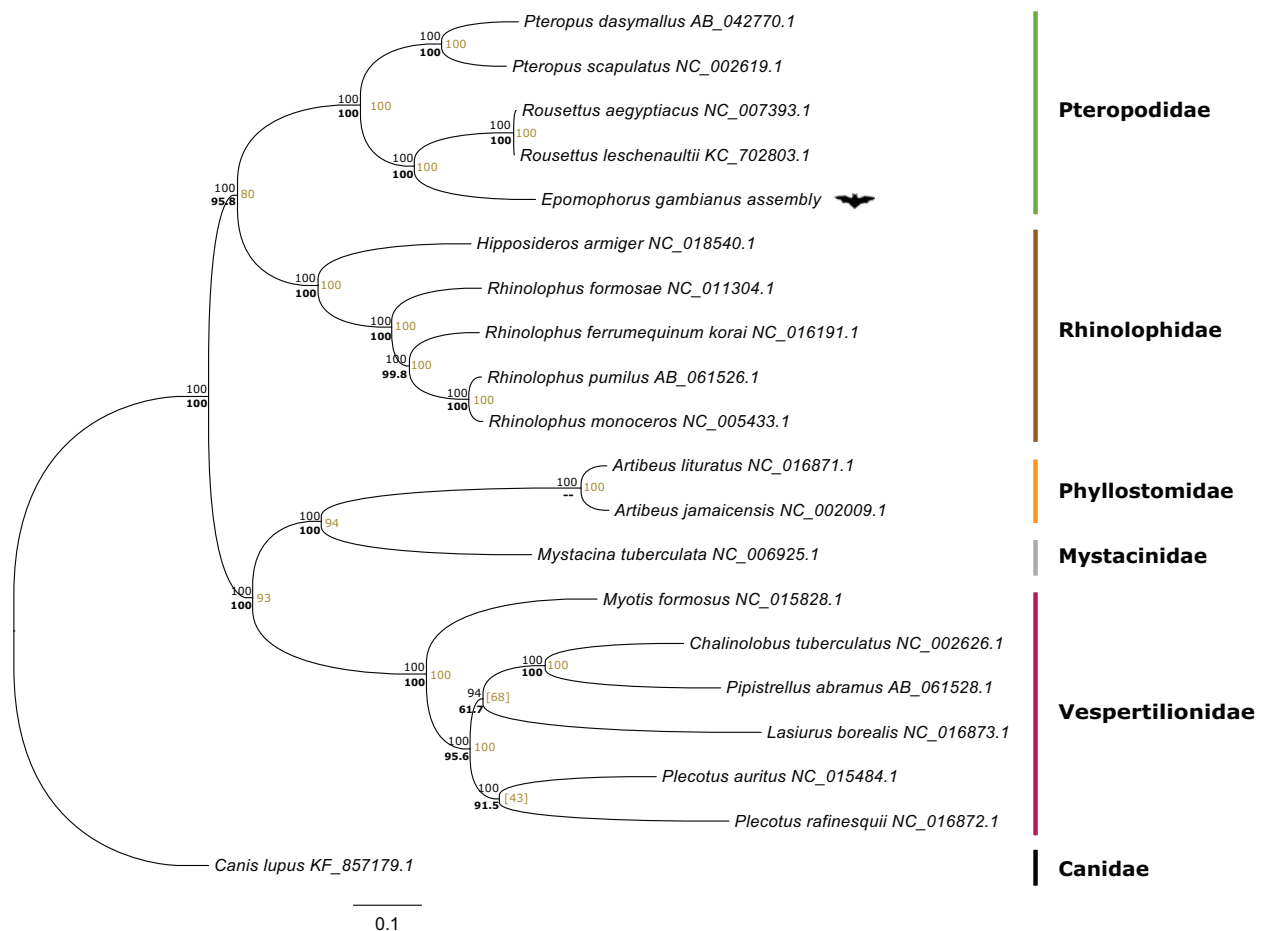 Pteropus dasymallus AB_042770.1
100
100
100
Pteropus scapulatus NC_002619.1
100
100
100
Rousettus aegyptiacus NC_007393.1
Pteropodidae
100
100
100
Rousettus leschenaultii KC_702803.1
100
100
100
Epomophorus gambianus assembly
100
95.8
80
Hipposideros armiger NC_018540.1
100
100
100
Rhinolophus formosae NC_011304.1
100
100
100
Rhinolophus ferrumequinum korai NC_016191.1
Rhinolophidae
100
99.8
100
Rhinolophus pumilus AB_061526.1
100
100
100
Rhinolophus monoceros NC_005433.1
100
100
Artibeus lituratus NC_016871.1
100
--
100
Phyllostomidae
Artibeus jamaicensis NC_002009.1
100
100
94
Mystacina tuberculata NC_006925.1
Mystacinidae
100
100
93
Myotis formosus NC_015828.1
Chalinolobus tuberculatus NC_002626.1
100
100
100
100
100
100
Pipistrellus abramus AB_061528.1
94
61.7
[68]
Vespertilionidae
Lasiurus borealis NC_016873.1
100
95.6
100
Plecotus auritus NC_015484.1
100
91.5
[43]
Plecotus rafinesquii NC_016872.1
Canis lupus KF_857179.1
Canidae
0.1